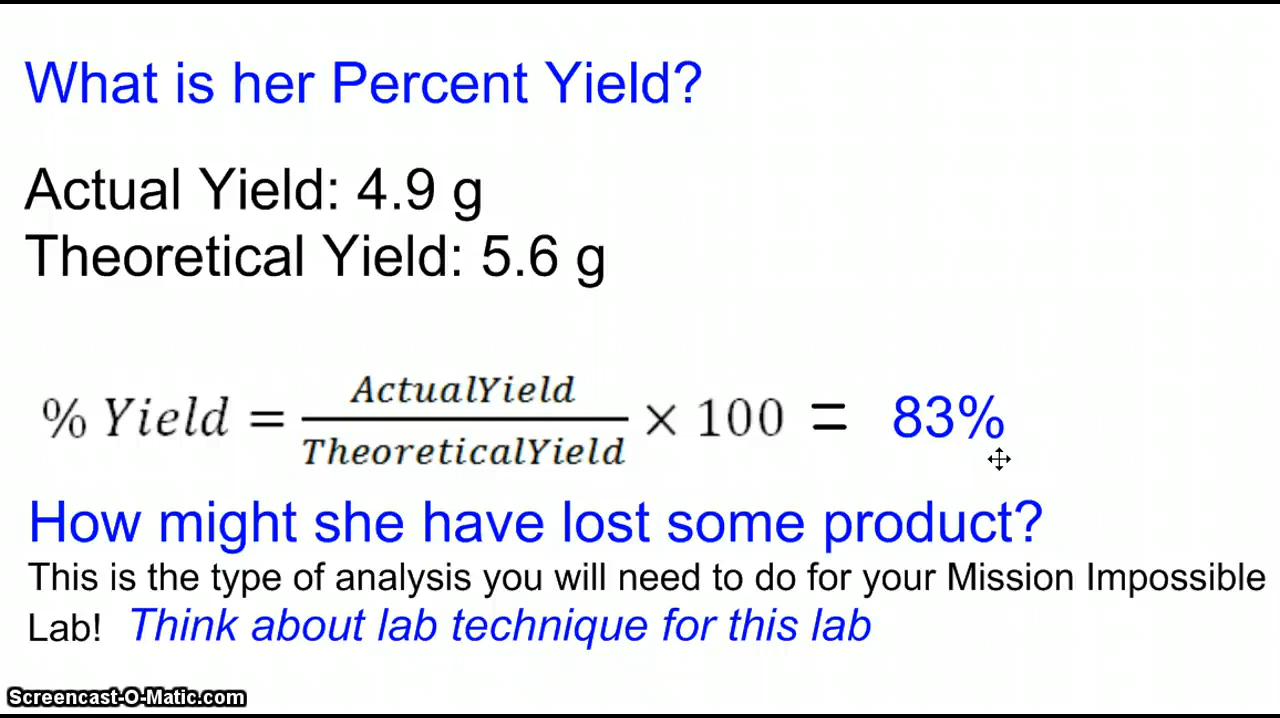 What is her Percent Yield?
Actual Yield: 4.9 g
Theoretical Yield: 5.6 g
% Yield = ActualYield / TheoreticalYield × 100 = 83%
How might she have lost some product?
This is the type of analysis you will need to do for your Mission Impossible
Lab! Think about lab technique for this lab
Screencast-O-Matic.com